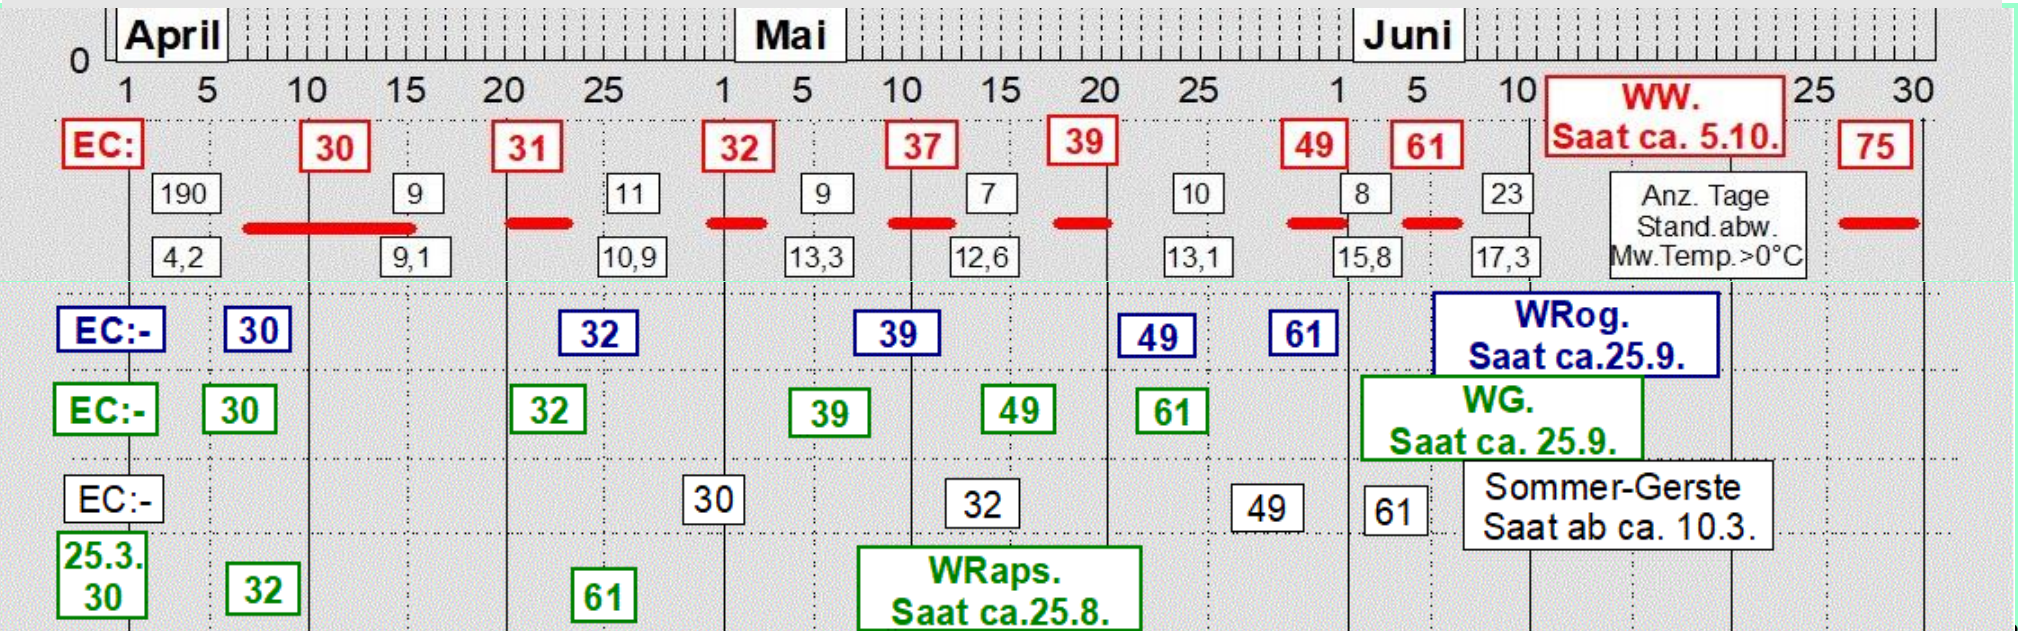 April Mai Juni
0
1 5 10 15 20 25 1 5 10 15 20 25 1 5 10 25 30
WW.
Saat ca. 5.10.
EC: 30 31 32 37 39 49 61 75
190 9 11 9 7 10 8 23
Anz. Tage
Stand.abw.
Mw.Temp.>0°C
4,2 9,1 10,9 13,3 12,6 13,1 15,8 17,3
EC:- 30 32 39 49 61
WRog.
Saat ca.25.9.
EC:- 30 32 39 49 61
WG.
Saat ca. 25.9.
EC:- 30 32 49 61
Sommer-Gerste
Saat ab ca. 10.3.
25.3.
30 32 61
WRaps.
Saat ca.25.8.